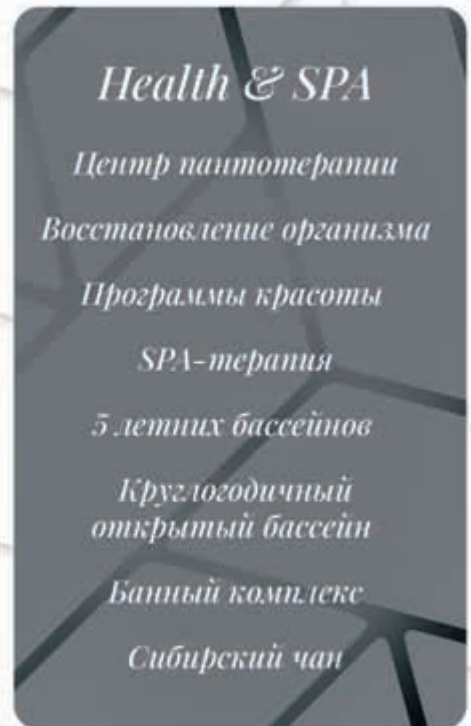 Health & SPA
Центр пантотерапии
Восстановление организма
Программы красоты
SPA-терапия
5 летних бассейнов
Круглогодичный
открытый бассейн
Банный комплекс
Сибирский чан